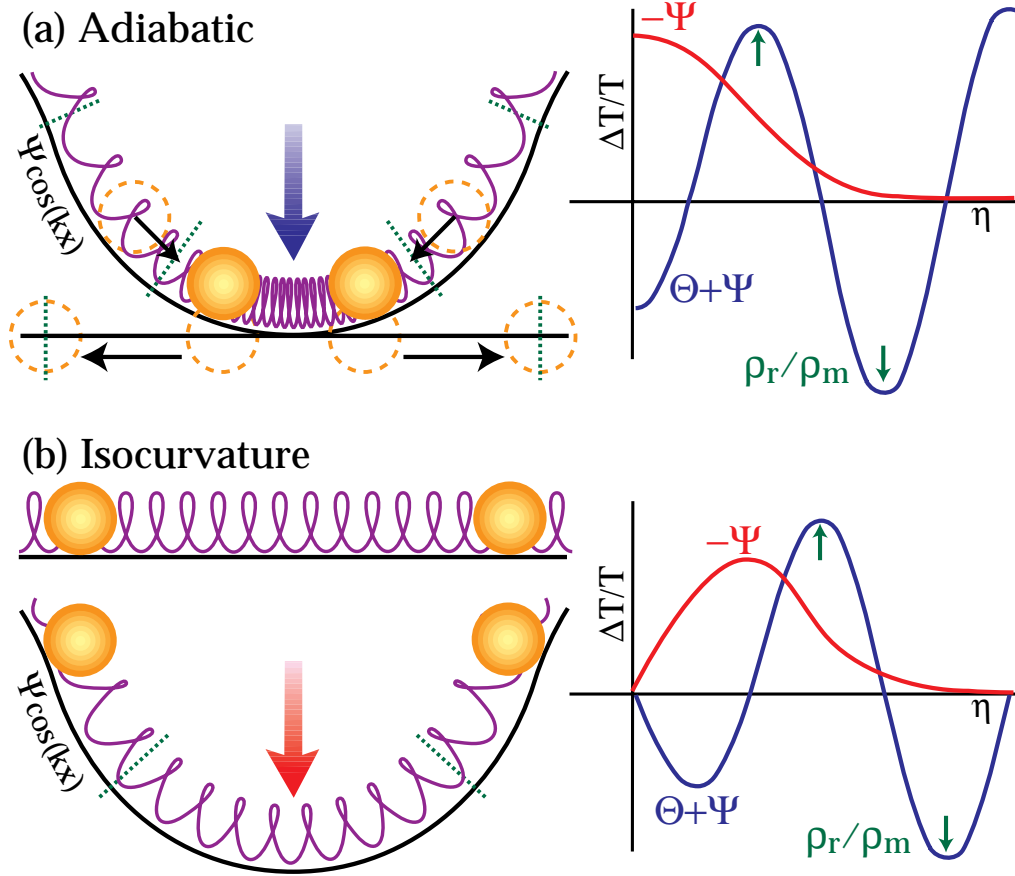 (a) Adiabatic
Ψcos(kx)
−Ψ
ΔT/T
η
Θ+Ψ
ρr/ρm
(b) Isocurvature
Ψcos(kx)
−Ψ
ΔT/T
η
Θ+Ψ
ρr/ρm